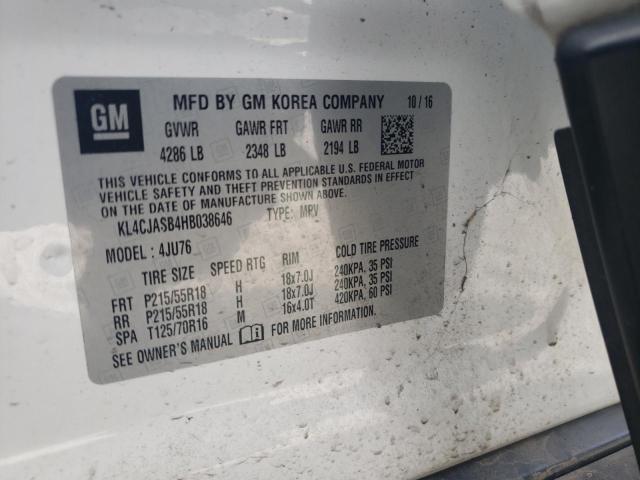 GM MFD BY GM KOREA COMPANY 10/16
GVWR GAWR FRT GAWR RR
4286 LB 2348 LB 2194 LB
THIS VEHICLE CONFORMS TO ALL APPLICABLE U.S. FEDERAL MOTOR
VEHICLE SAFETY AND THEFT PREVENTION STANDARDS IN EFFECT
ON THE DATE OF MANUFACTURE SHOWN ABOVE.
KL4CJASB4HB038646 TYPE: MPV
MODEL: 4JU76
TIRE SIZE SPEED RTG RIM COLD TIRE PRESSURE
FRT P215/55R18 H 18x7.0J 240KPA, 35 PSI
RR P215/55R18 H 18x7.0J 240KPA, 35 PSI
SPA T125/70R16 M 16x4.0T 420KPA, 60 PSI
SEE OWNER'S MANUAL FOR MORE INFORMATION.